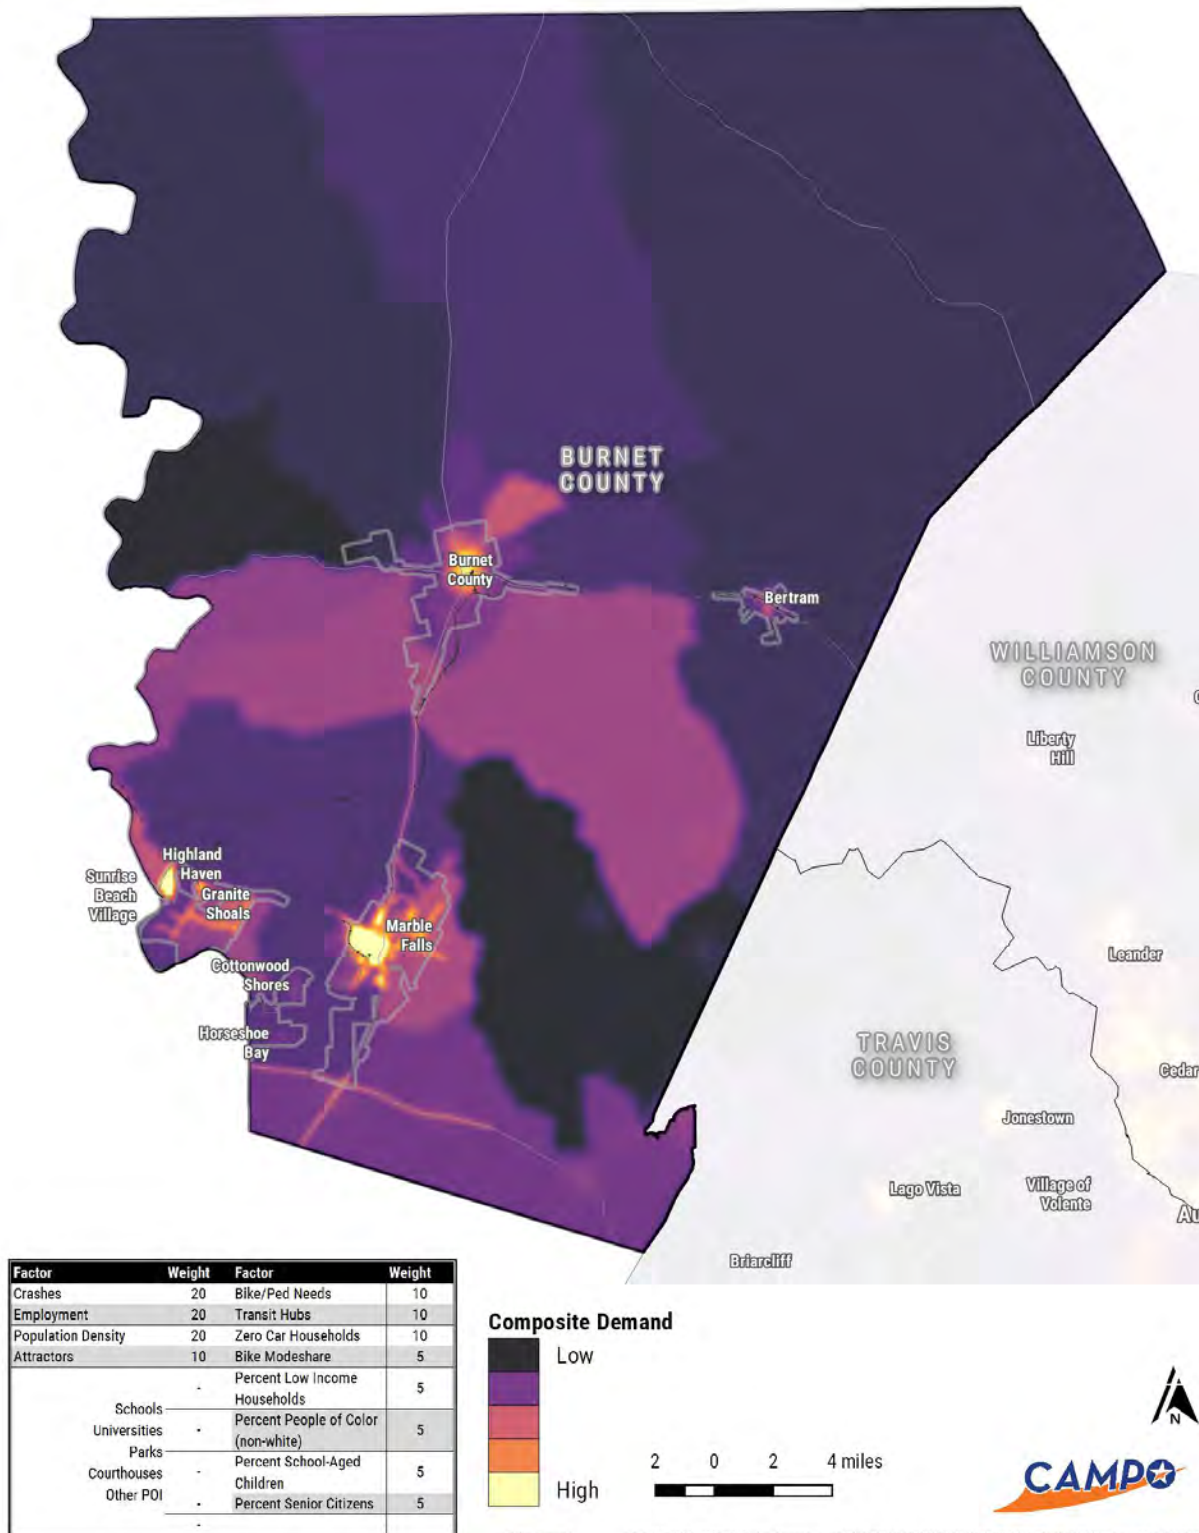 BURNET
COUNTY
Burnet
County
Bertram
WILLIAMSON
COUNTY
Liberty
Hill
Highland
Haven
Sunrise
Beach
Village
Granite
Shoals
Marble
Falls
Cottonwood
Shores
Horseshoe
Bay
Leander
TRAVIS
COUNTY
Cedar
Jonestown
Lago Vista
Village of
Volente
Au
Briarcliff
Factor Weight Factor Weight
Crashes 20 Bike/Ped Needs 10
Employment 20 Transit Hubs 10
Population Density 20 Zero Car Households 10
Attractors 10 Bike Modeshare 5
Schools
Universities
Parks
Courthouses
Other POI
- Percent Low Income
Households 5
- Percent People of Color
(non-white) 5
- Percent School-Aged
Children 5
- Percent Senior Citizens 5
-
Composite Demand
Low
High
2 0 2 4 miles
N
CAMPO